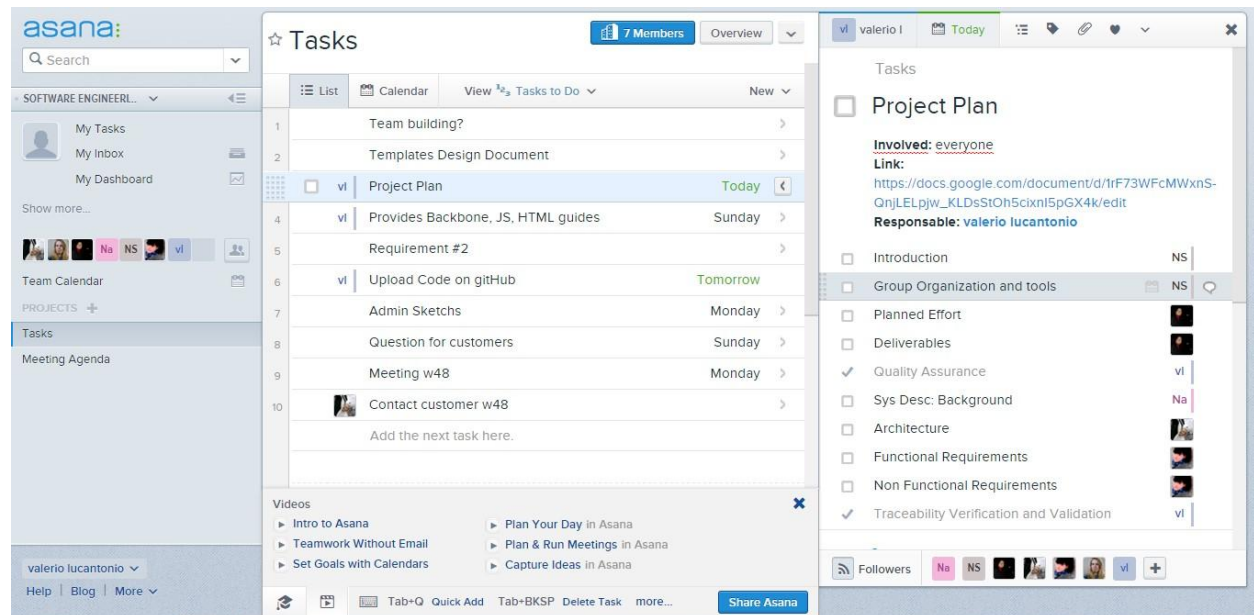 asana:
Search
SOFTWARE ENGINEERI...
My Tasks
My Inbox
My Dashboard
Show more...
Na NS vl
Team Calendar
PROJECTS +
Tasks
Meeting Agenda
valerio lucantonio
Help | Blog | More
Tasks
7 Members
Overview
List
Calendar
View Tasks to Do
New
1 Team building?
2 Templates Design Document
vl Project Plan Today
4 vl Provides Backbone, JS, HTML guides Sunday
5 Requirement #2
6 vl Upload Code on gitHub Tomorrow
7 Admin Sketchs Monday
8 Question for customers Sunday
9 Meeting w48 Monday
10 Contact customer w48
Add the next task here.
Videos
Intro to Asana
Teamwork Without Email
Set Goals with Calendars
Plan Your Day in Asana
Plan & Run Meetings in Asana
Capture Ideas in Asana
Tab+Q Quick Add Tab+BKSP Delete Task more...
Share Asana
vl valerio l
Today
Tasks
Project Plan
Involved: everyone
Link:
https://docs.google.com/document/d/1rF73WFcMWxnS-
QnjLELpjw_KLDsStOh5cixnI5pGX4k/edit
Responsable: valerio lucantonio
Introduction NS
Group Organization and tools NS
Planned Effort
Deliverables
Quality Assurance vl
Sys Desc: Background Na
Architecture
Functional Requirements
Non Functional Requirements
Traceability Verification and Validation vl
Followers Na NS vl +